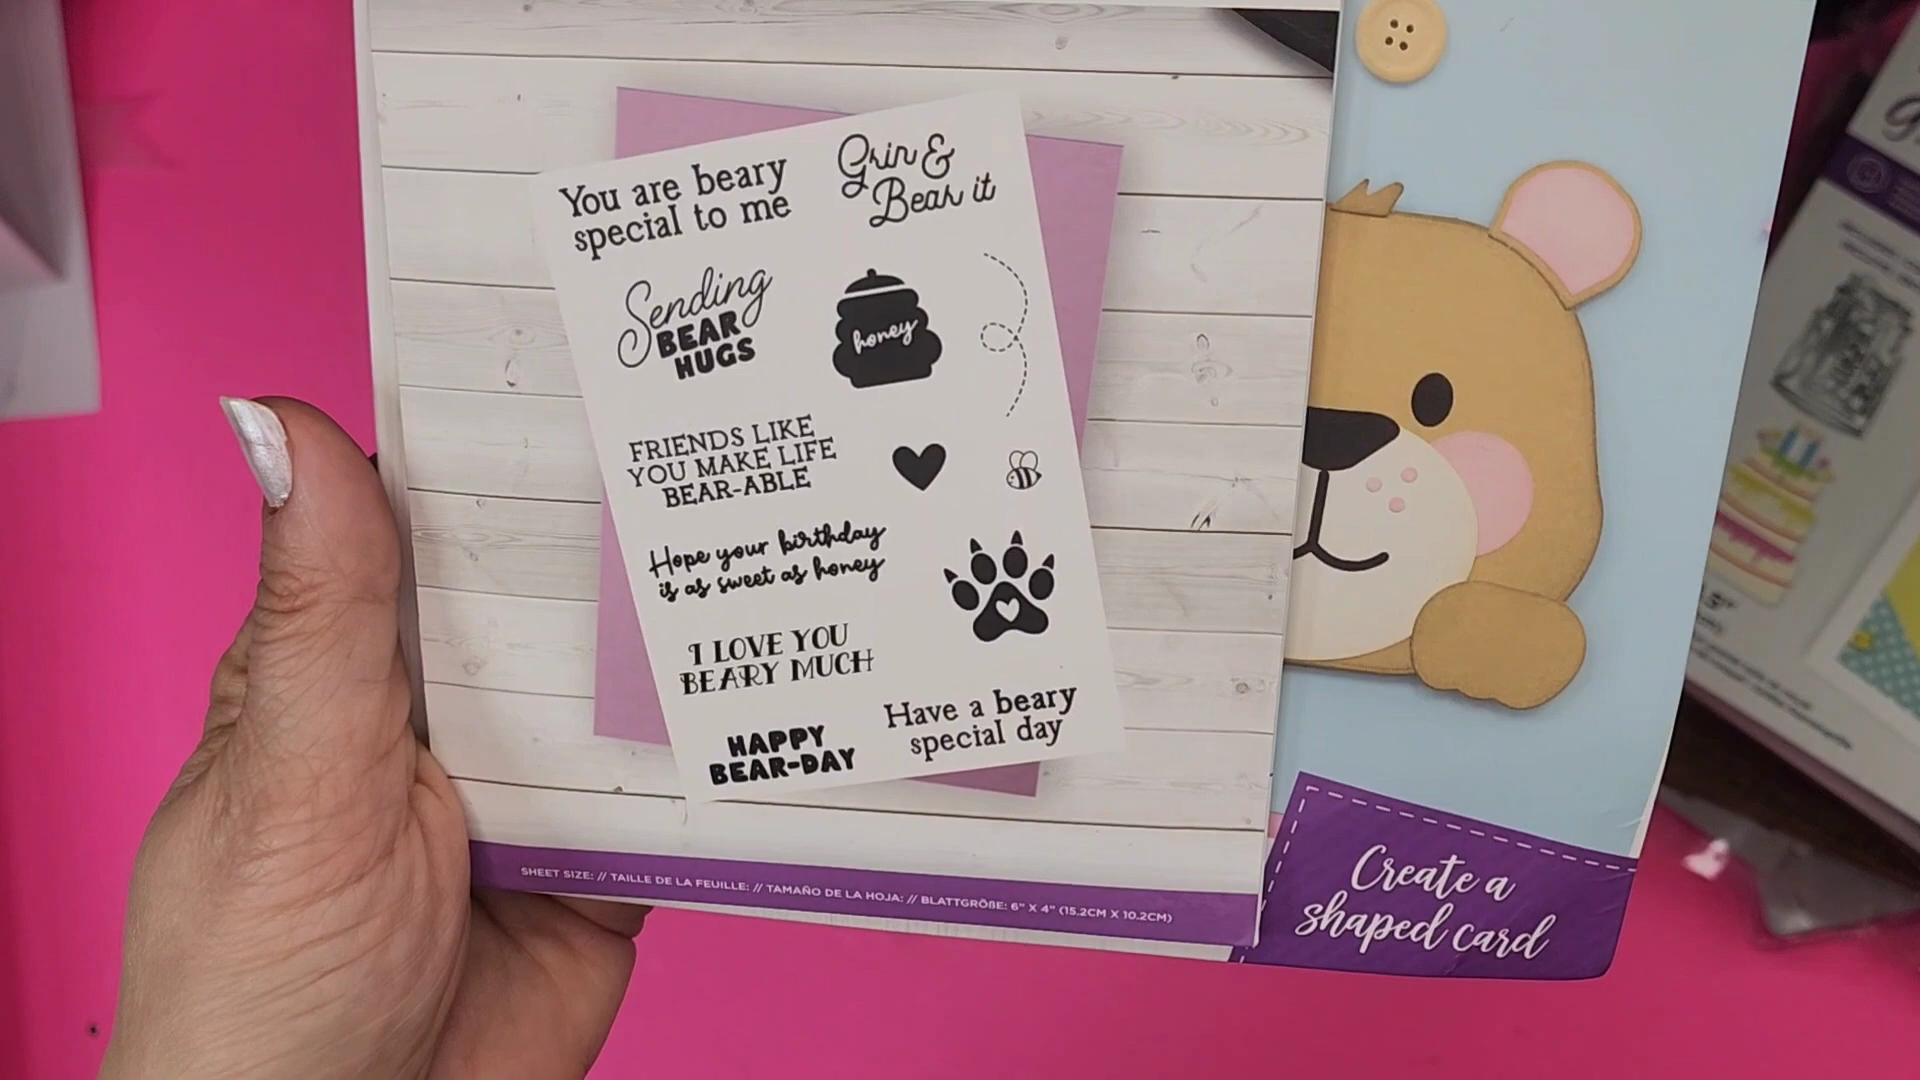 You are beary
special to me
Grin &
Bear it
Sending
BEAR
HUGS
honey
FRIENDS LIKE
YOU MAKE LIFE
BEAR-ABLE
Hope your birthday
is as sweet as honey
I LOVE YOU
BEARY MUCH
Have a beary
special day
HAPPY
BEAR-DAY
SHEET SIZE: // TAILLE DE LA FEUILLE: // TAMAÑO DE LA HOJA: // BLATTGRÖßE: 6" X 4" (15.2CM X 10.2CM)
Create a
shaped card